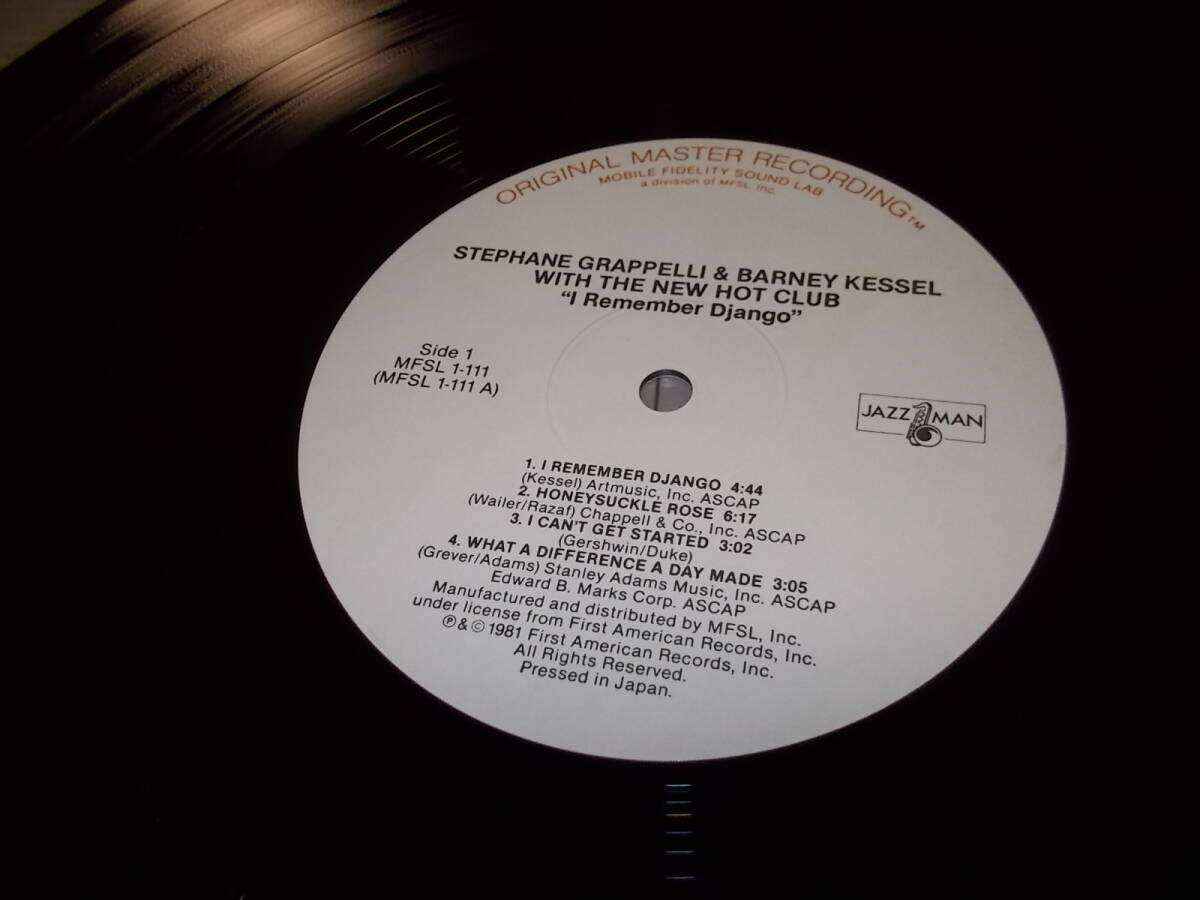 ORIGINAL MASTER RECORDING™
MOBILE FIDELITY SOUND LAB
a division of MFSL Inc.
STEPHANE GRAPPELLI & BARNEY KESSEL
WITH THE NEW HOT CLUB
"I Remember Django"
Side 1
MFSL 1-111
(MFSL 1-111 A)
JAZZ MAN
1. I REMEMBER DJANGO 4:44
(Kessel) Artmusic, Inc. ASCAP
2. HONEYSUCKLE ROSE 6:17
(Wailer/Razaf) Chappell & Co., Inc. ASCAP
3. I CAN'T GET STARTED 3:02
(Gershwin/Duke)
4. WHAT A DIFFERENCE A DAY MADE 3:05
(Grever/Adams) Stanley Adams Music, Inc. ASCAP
Edward B. Marks Corp. ASCAP
Manufactured and distributed by MFSL, Inc.
under license from First American Records, Inc.
℗ & © 1981 First American Records, Inc.
All Rights Reserved.
Pressed in Japan.